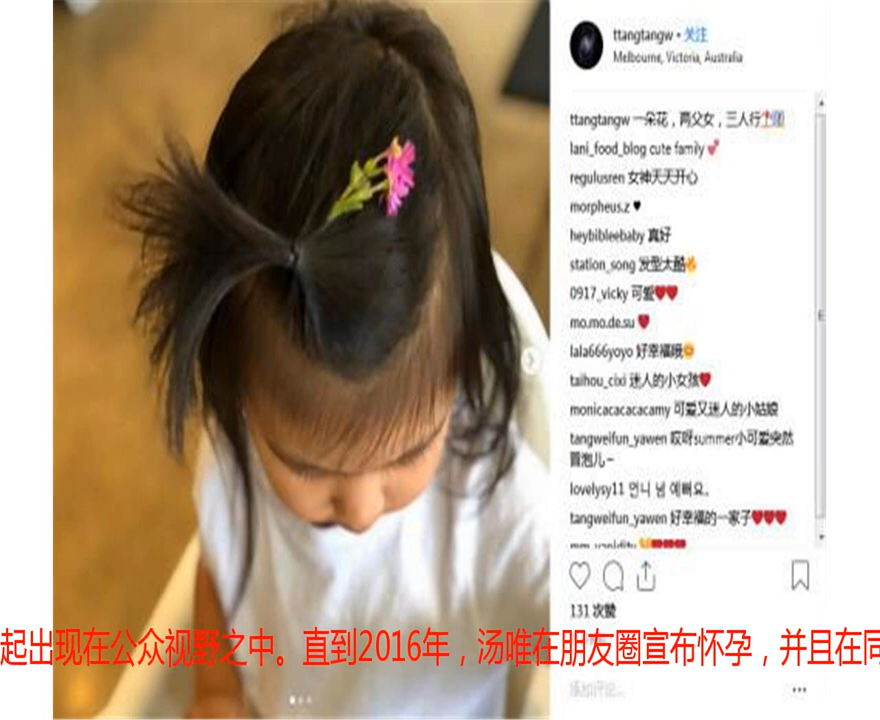 ttangtangw • 关注
Melbourne, Victoria, Australia
ttangtangw 一朵花，两父女，三人行
lani_food_blog cute family 💕
regulusren 女神天天开心
morpheus.z ♥
heybibleebaby 真好
station_song 发型太酷🔥
0917_vicky 可爱❤❤
mo.mo.de.su ❤
lala666yoyo 好幸福哦
taihou_cixi 迷人的小女孩❤
monicacacacacamy 可爱又迷人的小姑娘
tangweifun_yawen 哎呀summer小可爱突然
冒泡儿~
lovelysy11 언니 넘 예뻐요.
tangweifun_yawen 好幸福的一家子❤❤❤
131 次赞
起出现在公众视野之中。直到2016年，汤唯在朋友圈宣布怀孕，并且在同
添加评论...